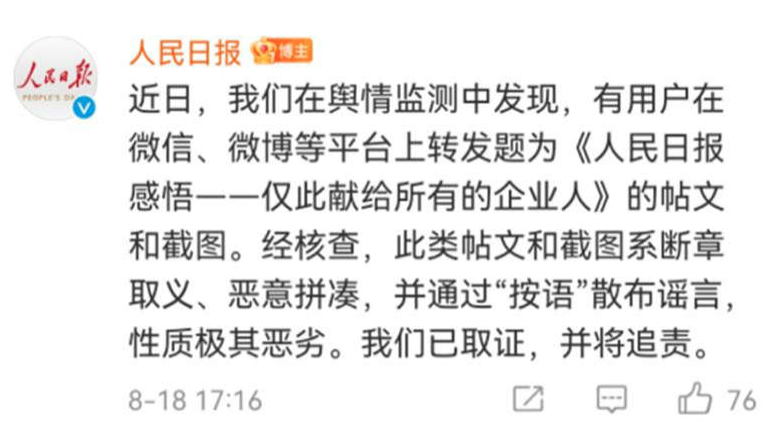 人民日报 博主
人民日报
PEOPLE'S DA
近日，我们在舆情监测中发现，有用户在
微信、微博等平台上转发题为《人民日报
感悟——仅此献给所有的企业人》的帖文
和截图。经核查，此类帖文和截图系断章
取义、恶意拼凑，并通过“按语”散布谣言，
性质极其恶劣。我们已取证，并将追责。
8-18 17:16 76